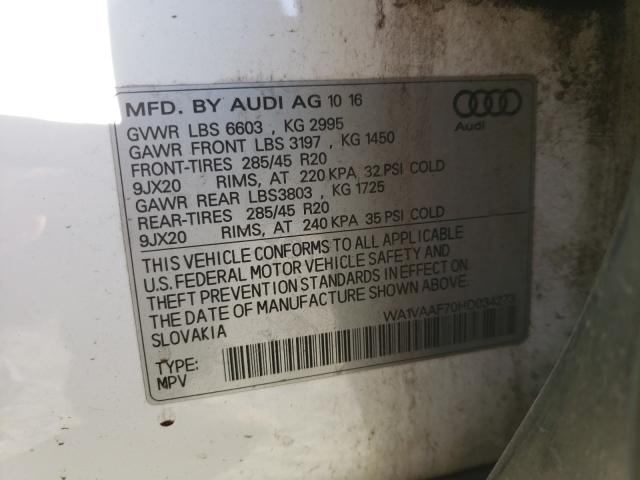 MFD. BY AUDI AG 10 16
GVWR LBS 6603 , KG 2995
GAWR FRONT LBS 3197 , KG 1450
FRONT-TIRES 285/45 R20
9JX20 RIMS, AT 220 KPA, 32 PSI COLD
GAWR REAR LBS3803 , KG 1725
REAR-TIRES 285/45 R20
9JX20 RIMS, AT 240 KPA, 35 PSI COLD
Audi
THIS VEHICLE CONFORMS TO ALL APPLICABLE
U.S. FEDERAL MOTOR VEHICLE SAFETY AND
THEFT PREVENTION STANDARDS IN EFFECT ON
THE DATE OF MANUFACTURE SHOWN ABOVE.
SLOVAKIA
WA1VAAF70HD034273
TYPE:
MPV